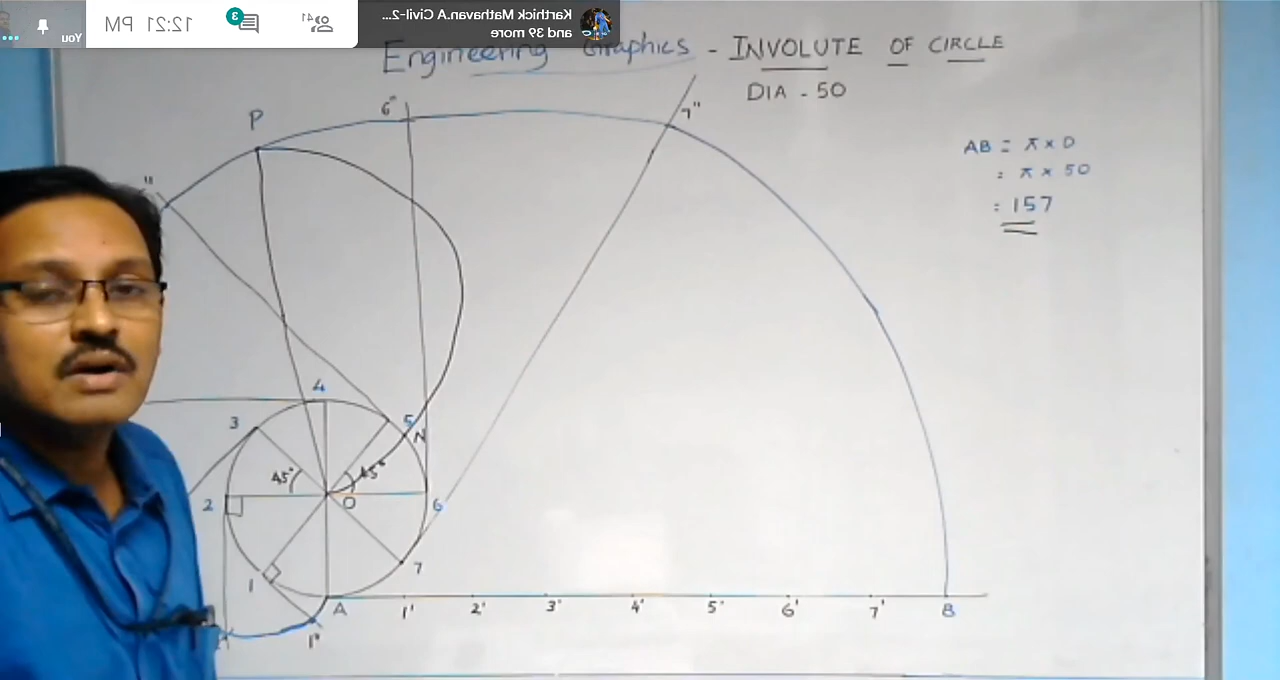 You
12:21 PM
3
41
Karthick Mathavan.A Civil-2...
and 39 more
Engineering Graphics - INVOLUTE OF CIRCLE
DIA - 50
AB = π x D
= π x 50
= 157
P
6"
7"
"
4
3
5
N
45°
45°
2
O
6
1
7
A
1'
2'
3'
4'
5'
6'
7'
B
1"